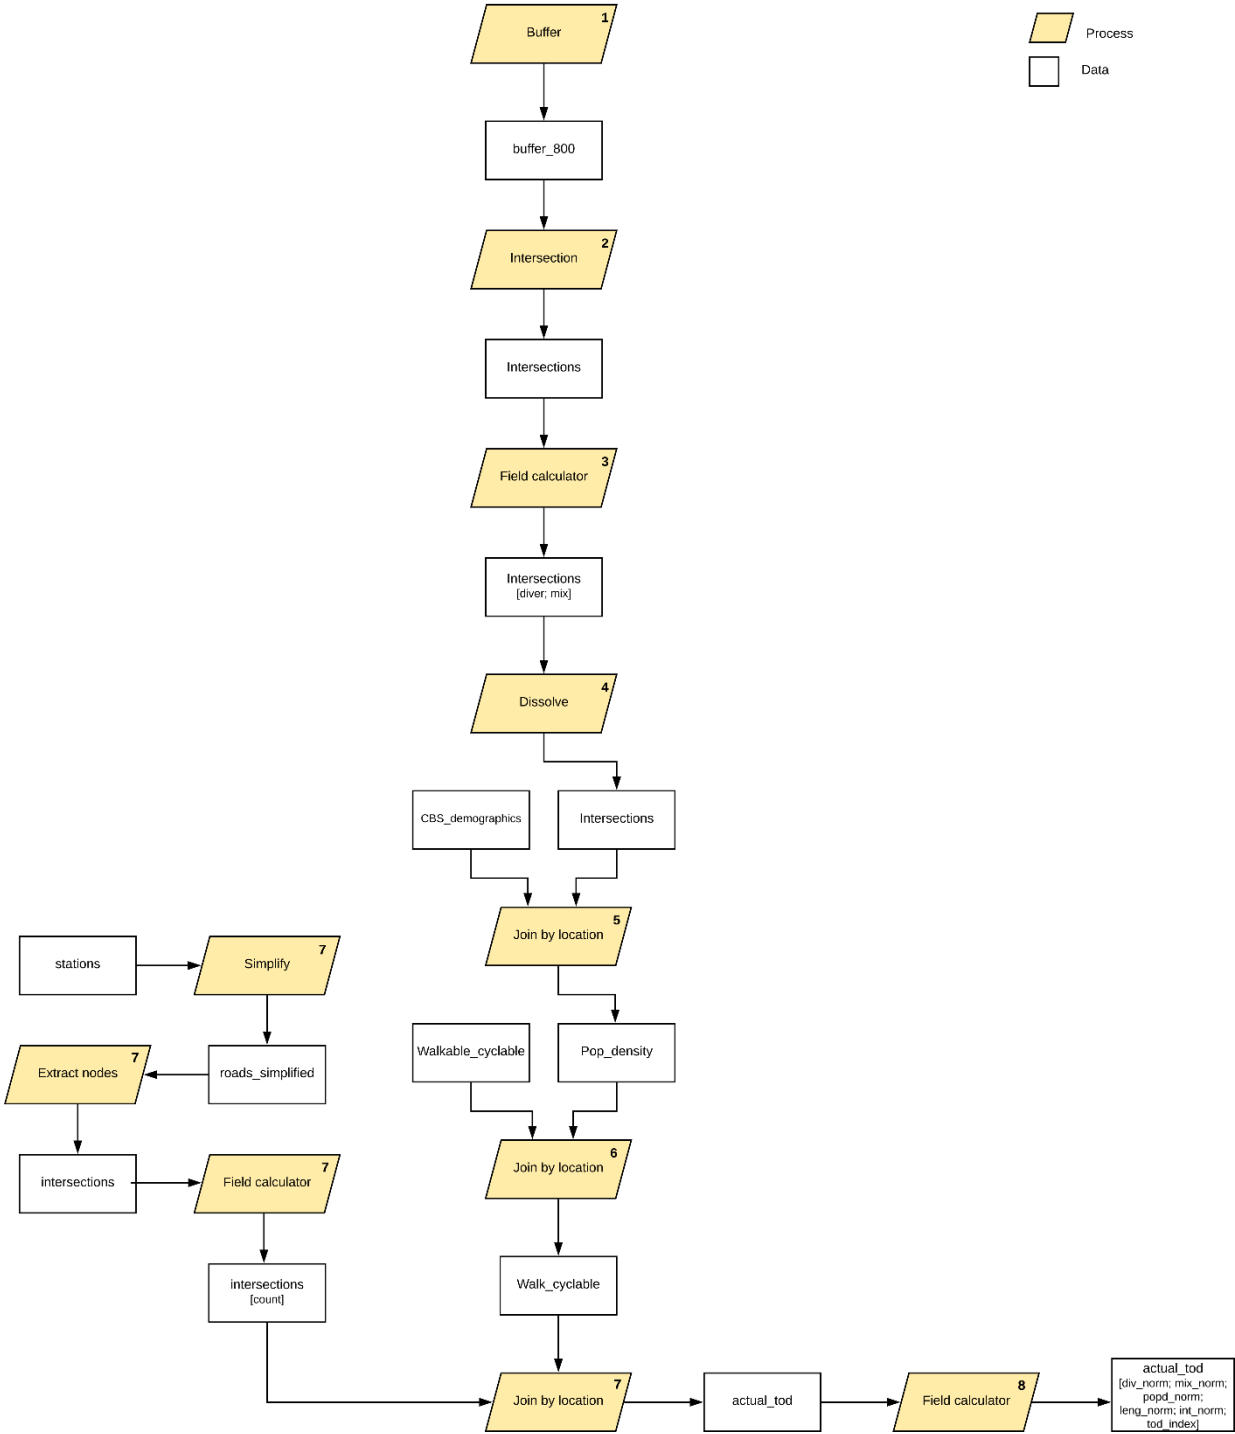 1
Buffer
Process
Data
buffer_800
2
Intersection
Intersections
3
Field calculator
Intersections
[diver; mix]
4
Dissolve
CBS_demographics
Intersections
5
Join by location
stations
7
Simplify
Walkable_cyclable
Pop_density
7
Extract nodes
roads_simplified
6
Join by location
intersections
7
Field calculator
Walk_cyclable
intersections
[count]
7
Join by location
actual_tod
8
Field calculator
actual_tod
[div_norm; mix_norm;
popd_norm;
leng_norm; int_norm;
tod_index]